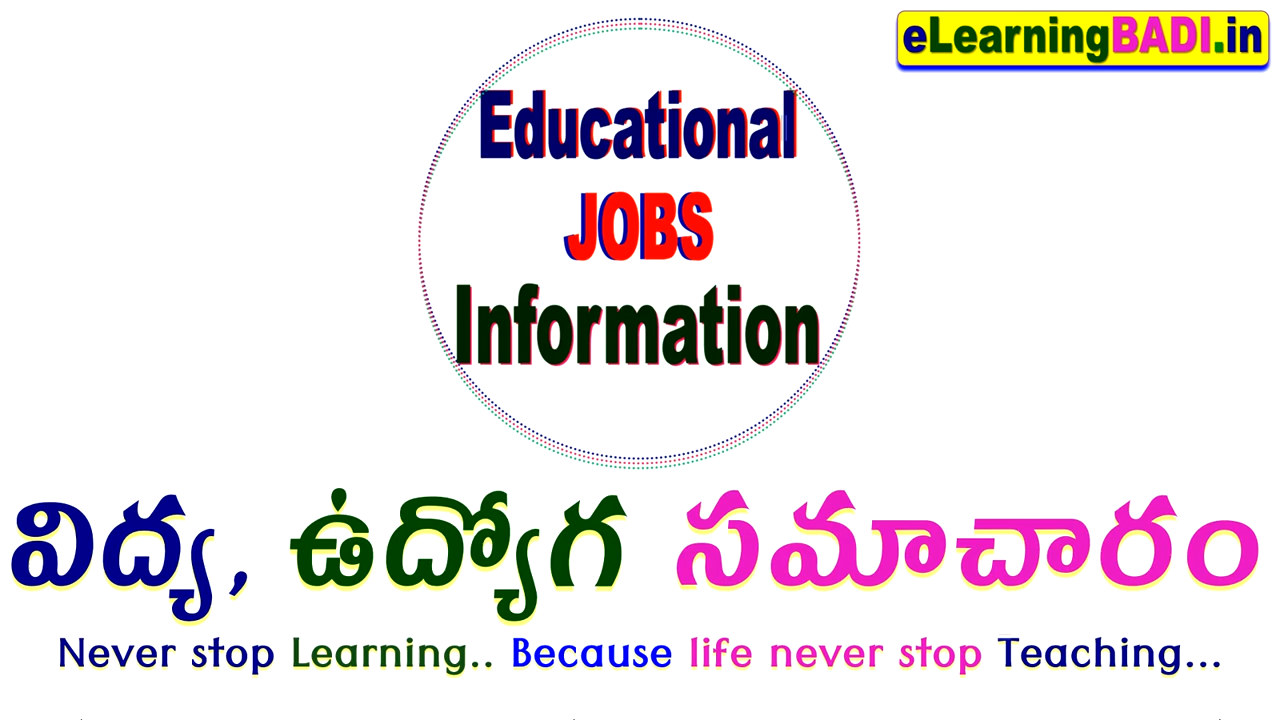 eLearningBADI.in
Educational
JOBS
Information
విద్య, ఉద్యోగ సమాచారం
Never stop Learning.. Because life never stop Teaching...